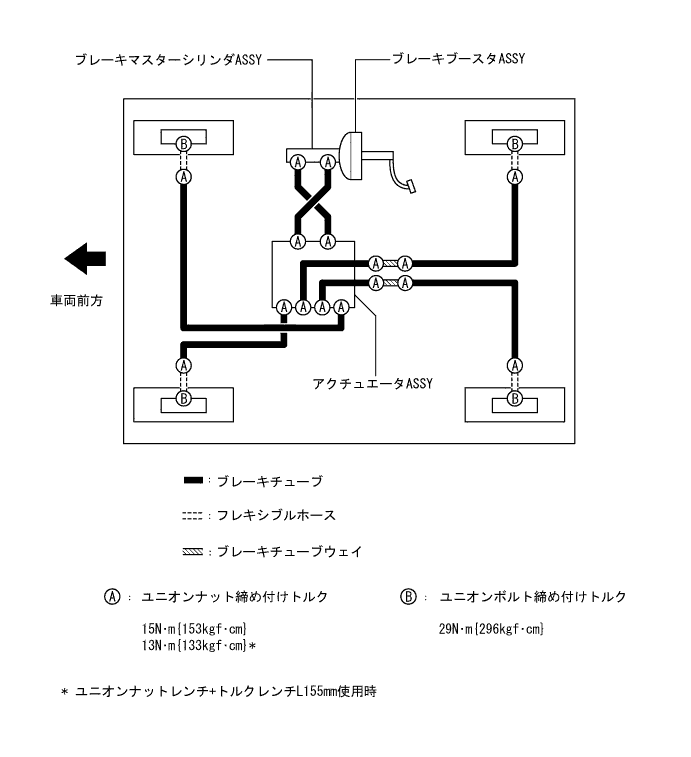 ブレーキマスターシリンダASSY
ブレーキブースタASSY
B
B
A
A
A
A
A
A
A
A
A
A
車両前方
A
A
A
A
A
A
アクチュエータASSY
A
A
B
B
：ブレーキチューブ
：フレキシブルホース
：ブレーキチューブウェイ
A ： ユニオンナット締め付けトルク
B ： ユニオンボルト締め付けトルク
15N·m{153kgf·cm}
29N·m{296kgf·cm}
13N·m{133kgf·cm}*
* ユニオンナットレンチ+トルクレンチL155mm使用時